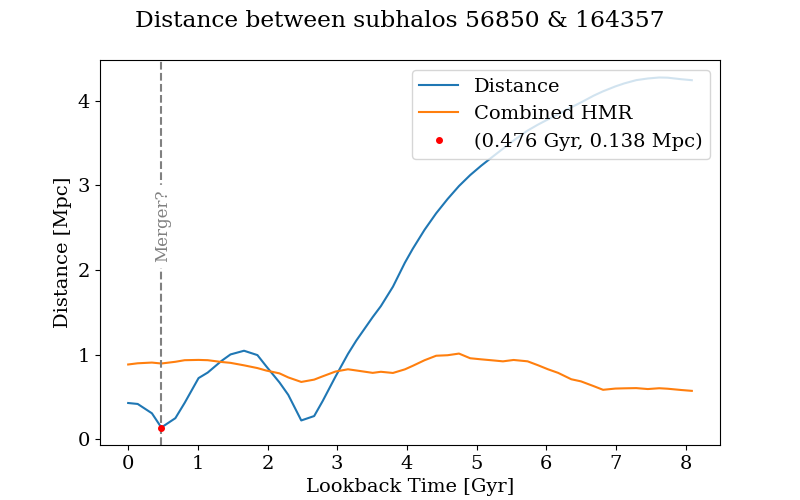 Distance between subhalos 56850 & 164357
Distance
Combined HMR
(0.476 Gyr, 0.138 Mpc)
Merger?
Distance [Mpc]
4
3
2
1
0
0 1 2 3 4 5 6 7 8
Lookback Time [Gyr]